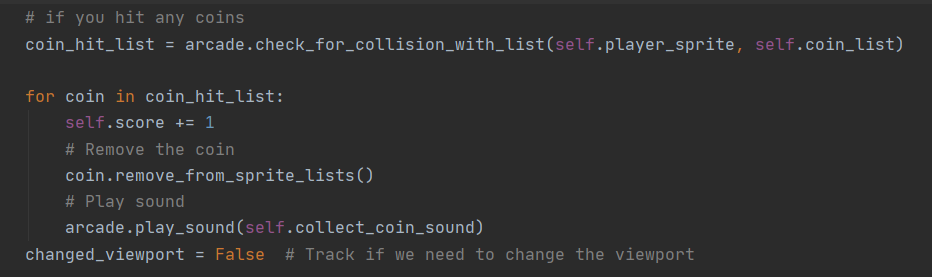 # if you hit any coins
coin_hit_list = arcade.check_for_collision_with_list(self.player_sprite, self.coin_list)
for coin in coin_hit_list:
self.score += 1
# Remove the coin
coin.remove_from_sprite_lists()
# Play sound
arcade.play_sound(self.collect_coin_sound)
changed_viewport = False  # Track if we need to change the viewport